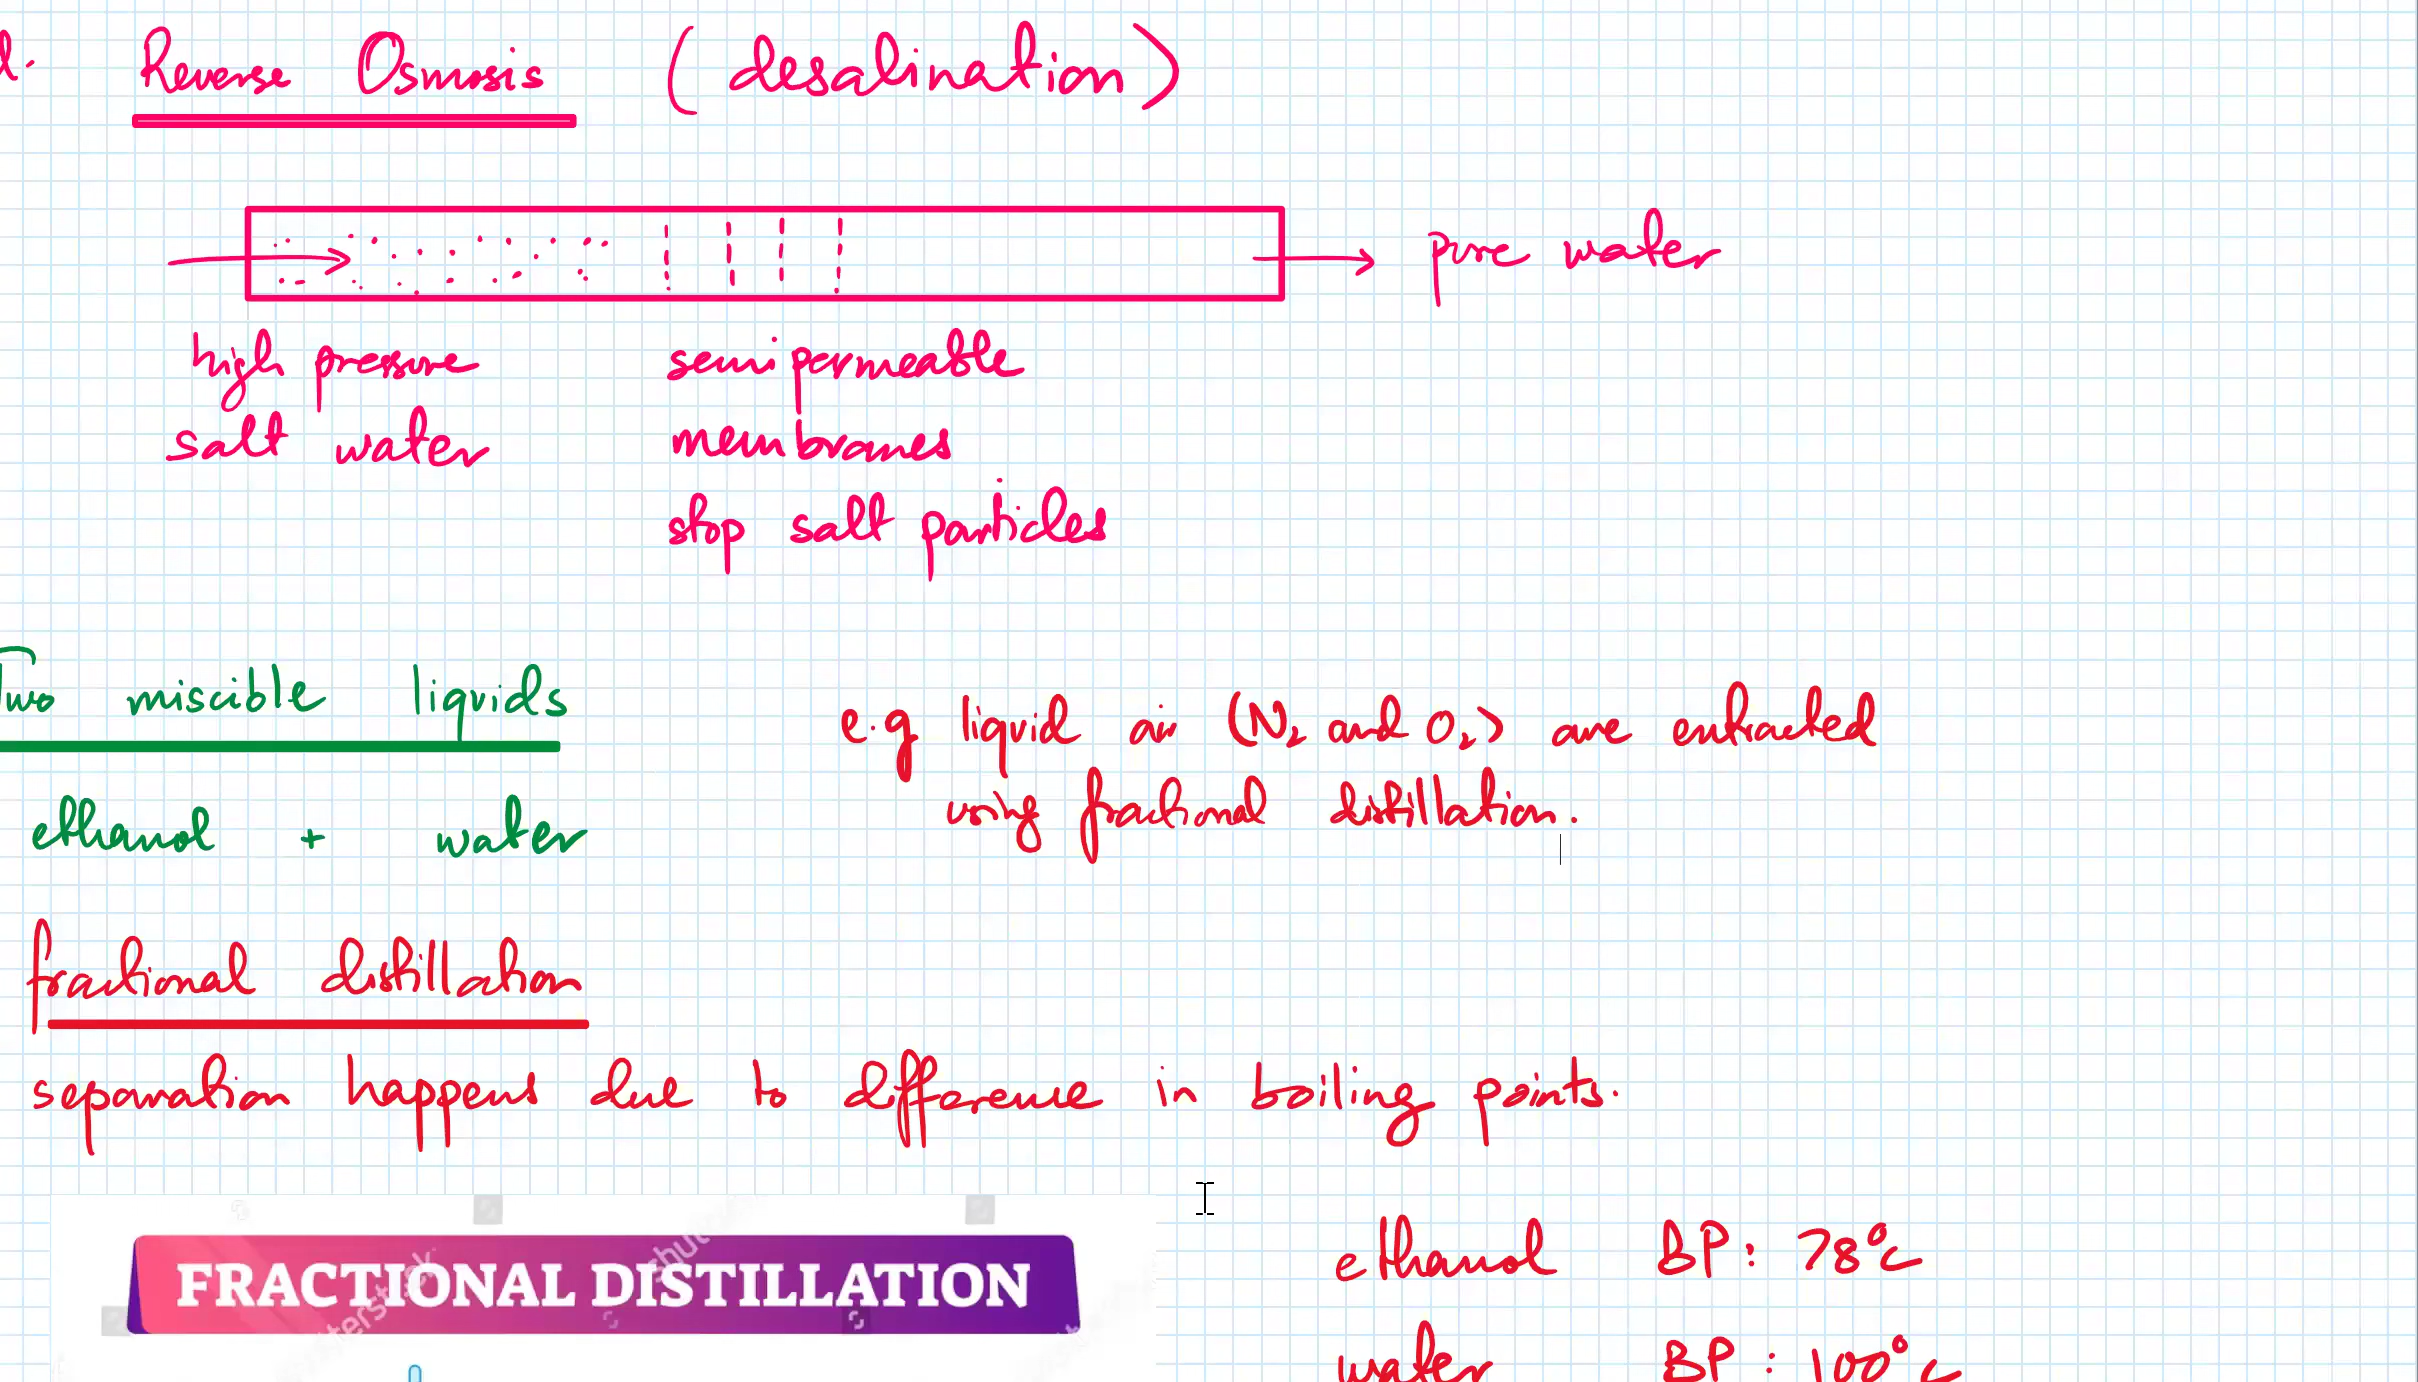 d. Reverse Osmosis (desalination)
pure water
high pressure
salt water
semipermeable
membranes
stop salt particles
Two miscible liquids
ethanol + water
e.g liquid air (N₂ and O₂) are extracted
using fractional distillation.
fractional distillation
separation happens due to difference in boiling points.
FRACTIONAL DISTILLATION
ethanol BP: 78°C
water BP: 100°C